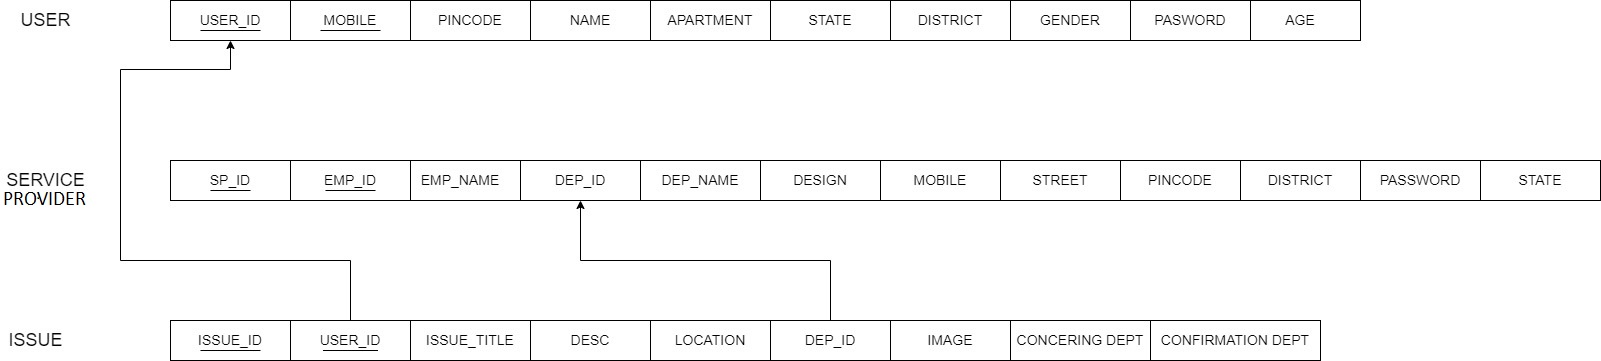 USER USER_ID MOBILE PINCODE NAME APARTMENT STATE DISTRICT GENDER PASWORD AGE
SERVICE
PROVIDER
SP_ID EMP_ID EMP_NAME DEP_ID DEP_NAME DESIGN MOBILE STREET PINCODE DISTRICT PASSWORD STATE
ISSUE ISSUE_ID USER_ID ISSUE_TITLE DESC LOCATION DEP_ID IMAGE CONCERING DEPT CONFIRMATION DEPT